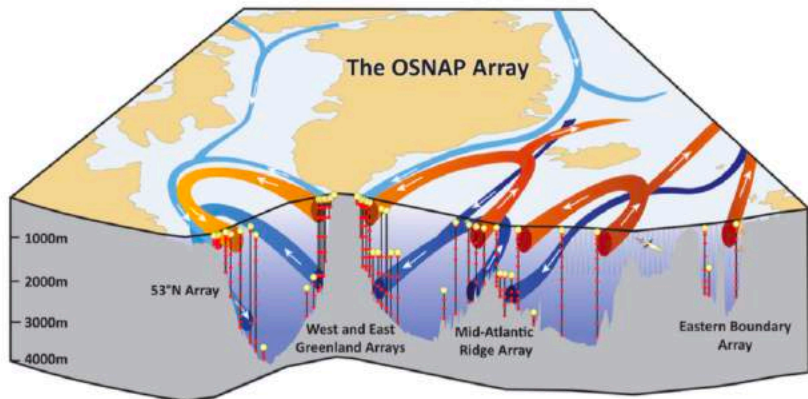 The OSNAP Array
1000m
2000m
3000m
4000m
53°N Array
West and East
Greenland Arrays
Mid-Atlantic
Ridge Array
Eastern Boundary
Array